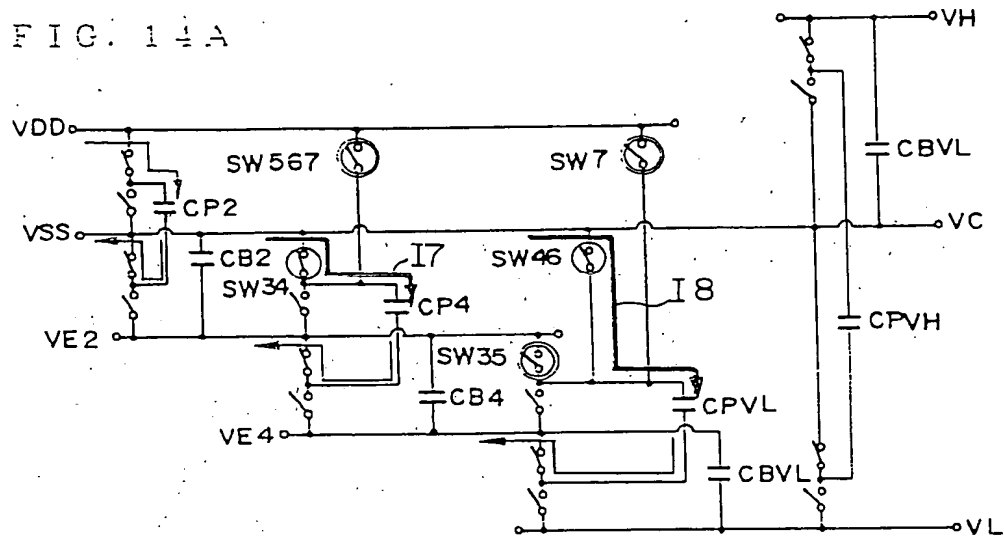 FIG. 14A
VH
VDD
SW567
SW7
CBVL
CP2
VSS
VC
CB2
I7
SW46
SW34
CP4
I8
VE2
SW35
CPVH
CB4
CPVL
VE4
CBVL
VL